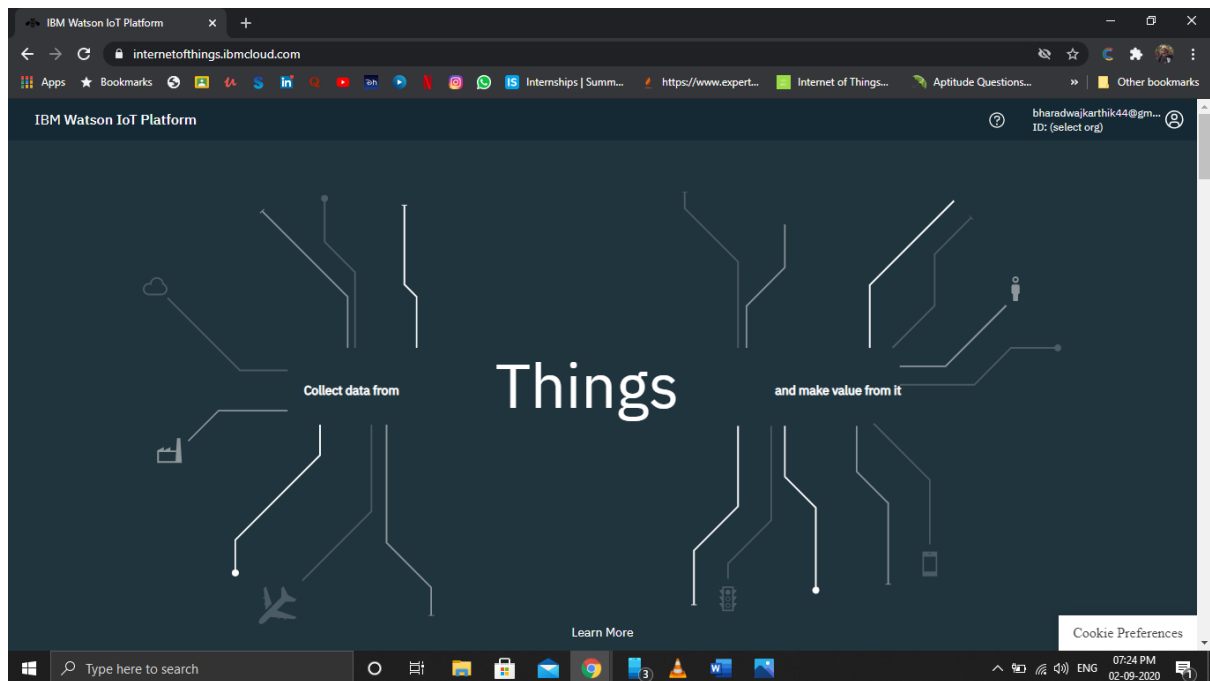 IBM Watson IoT Platform
internetofthings.ibmcloud.com
Apps Bookmarks Internships | Summ... https://www.expert... Internet of Things... Aptitude Questions... » Other bookmarks
IBM Watson IoT Platform
bharadwajkarthik44@gm...
ID: (select org)
Collect data from Things and make value from it
Learn More
Cookie Preferences
Type here to search
ENG
07:24 PM
02-09-2020